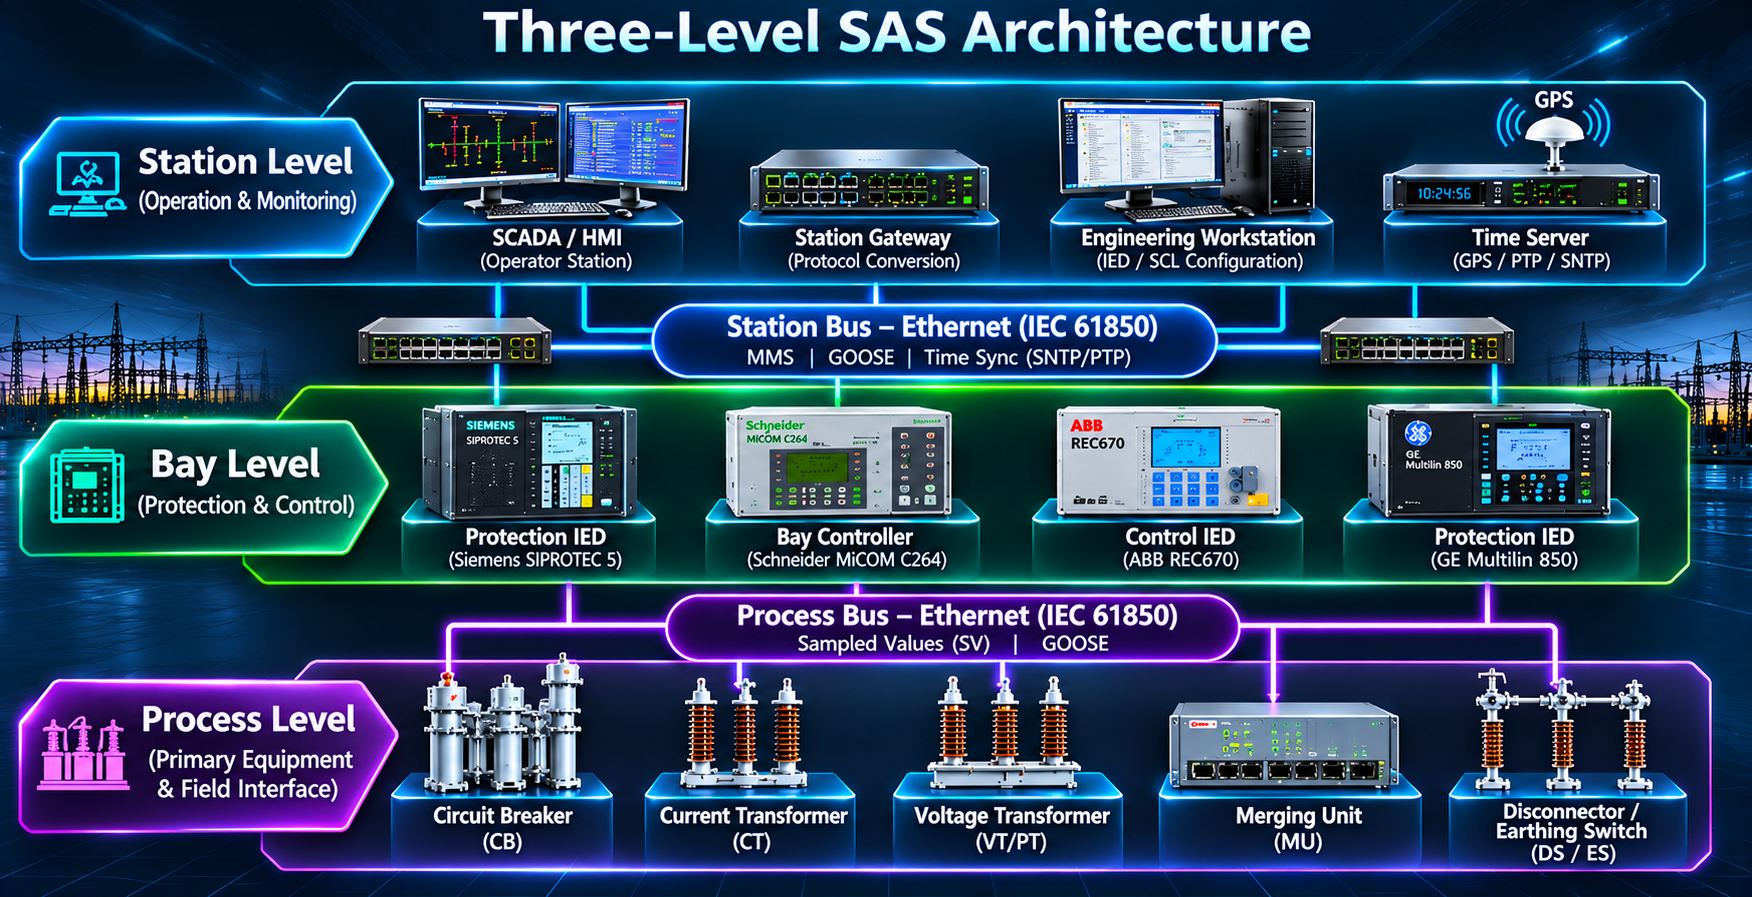 Three-Level SAS Architecture
GPS
Station Level
(Operation & Monitoring)
10:24:56
SCADA / HMI
(Operator Station)
Station Gateway
(Protocol Conversion)
Engineering Workstation
(IED / SCL Configuration)
Time Server
(GPS / PTP / SNTP)
Station Bus – Ethernet (IEC 61850)
MMS | GOOSE | Time Sync (SNTP/PTP)
Bay Level
(Protection & Control)
SIEMENS
SIPROTEC 5
Schneider
MiCOM C264
ABB
REC670
GE
Multilin 850
Protection IED
(Siemens SIPROTEC 5)
Bay Controller
(Schneider MiCOM C264)
Control IED
(ABB REC670)
Protection IED
(GE Multilin 850)
Process Bus – Ethernet (IEC 61850)
Sampled Values (SV) | GOOSE
Process Level
(Primary Equipment
& Field Interface)
Circuit Breaker
(CB)
Current Transformer
(CT)
Voltage Transformer
(VT/PT)
Merging Unit
(MU)
Disconnector /
Earthing Switch
(DS / ES)